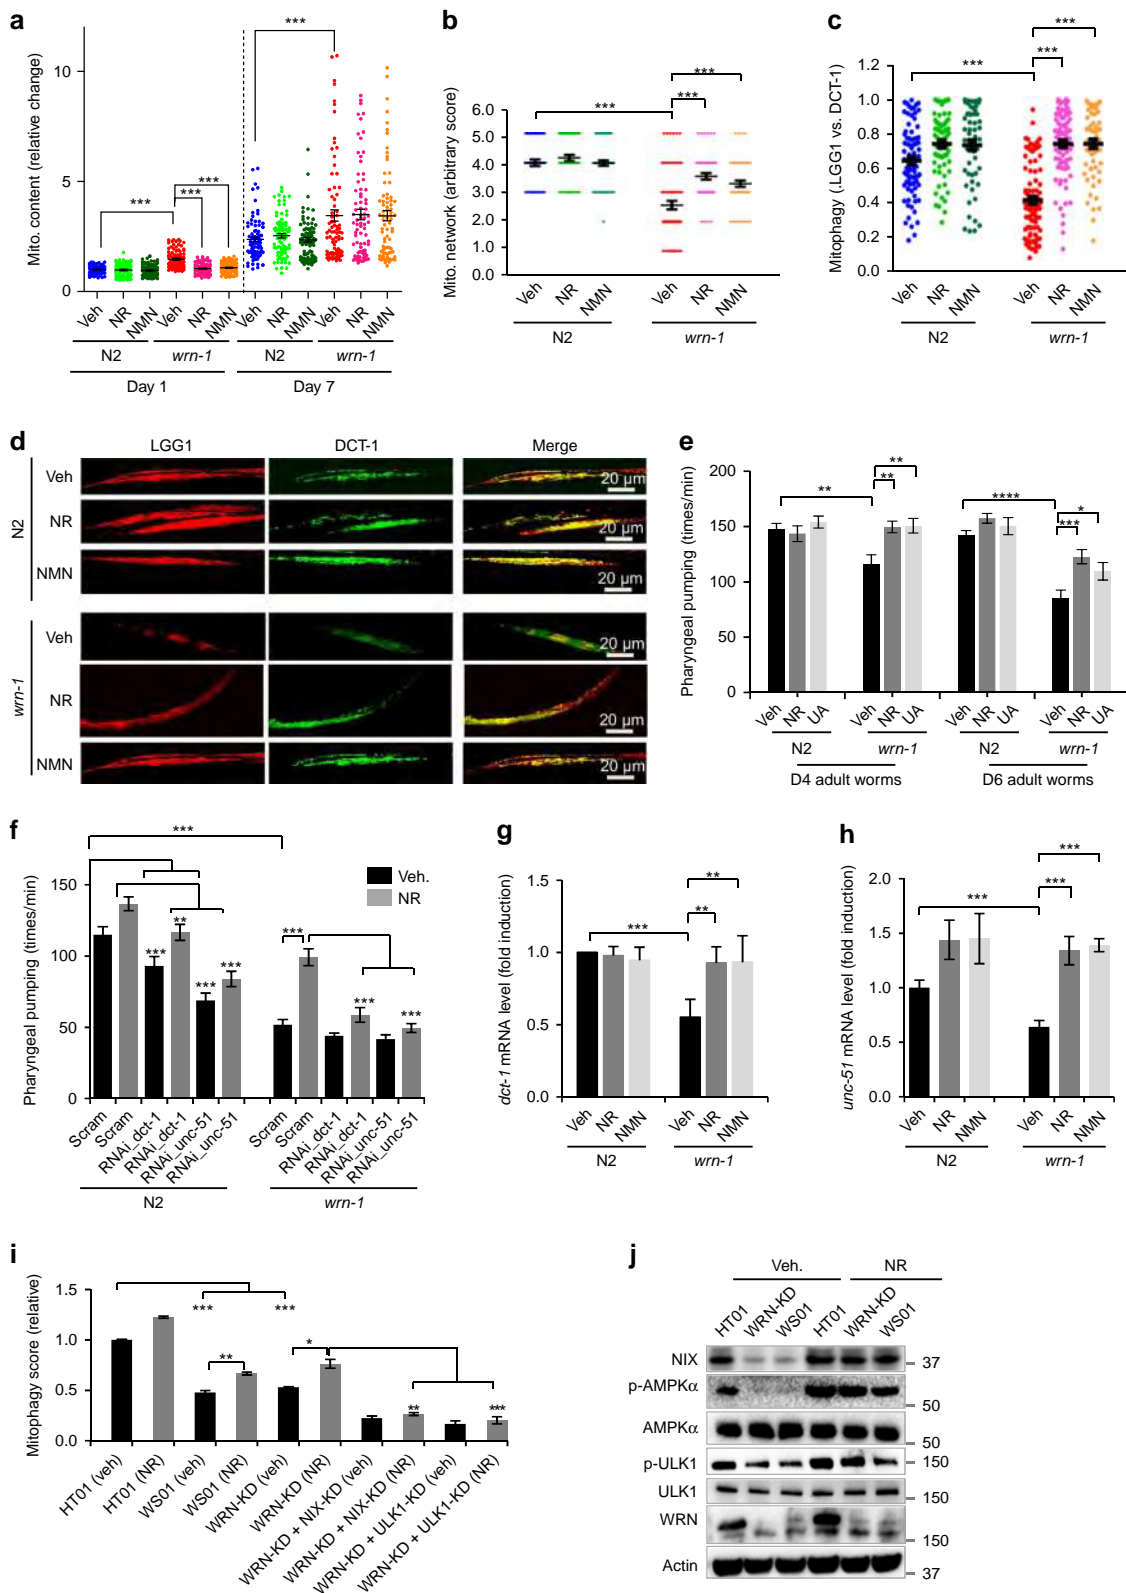 a
Mito. content (relative change)
10
5
0
***
***
***
***
Veh
NR
NMN
Veh
NR
NMN
Veh
NR
NMN
Veh
NR
NMN
N2
wrn-1
N2
wrn-1
Day 1
Day 7
b
Mito. network (arbitrary score)
6.0
5.0
4.0
3.0
2.0
1.0
0.0
***
***
***
Veh
NR
NMN
Veh
NR
NMN
N2
wrn-1
c
Mitophagy (.LGG1 vs. DCT-1)
1.2
1.0
0.8
0.6
0.4
0.2
0.0
***
***
***
Veh
NR
NMN
Veh
NR
NMN
N2
wrn-1
d
LGG1
DCT-1
Merge
N2
Veh
20 µm
NR
20 µm
NMN
20 µm
wrn-1
Veh
20 µm
NR
20 µm
NMN
20 µm
e
Pharyngeal pumping (times/min)
200
150
100
50
0
**
**
**
****
***
*
Veh
NR
UA
Veh
NR
UA
Veh
NR
UA
Veh
NR
UA
N2
wrn-1
N2
wrn-1
D4 adult worms
D6 adult worms
f
Pharyngeal pumping (times/min)
150
100
50
0
***
Veh.
NR
***
**
***
***
***
***
***
Scram
Scram
RNAi_dct-1
RNAi_dct-1
RNAi_unc-51
RNAi_unc-51
Scram
Scram
RNAi_dct-1
RNAi_dct-1
RNAi_unc-51
RNAi_unc-51
N2
wrn-1
g
dct-1 mRNA level (fold induction)
1.5
1.0
0.5
0.0
***
**
**
Veh
NR
NMN
Veh
NR
NMN
N2
wrn-1
h
unc-51 mRNA level (fold induction)
2.0
1.5
1.0
0.5
0.0
***
***
***
Veh
NR
NMN
Veh
NR
NMN
N2
wrn-1
i
Mitophagy score (relative)
1.5
1.0
0.5
0.0
***
**
***
*
**
***
HT01 (veh)
HT01 (NR)
WS01 (veh)
WS01 (NR)
WRN-KD (veh)
WRN-KD (NR)
WRN-KD + NIX-KD (veh)
WRN-KD + NIX-KD (NR)
WRN-KD + ULK1-KD (veh)
WRN-KD + ULK1-KD (NR)
j
Veh.
NR
HT01
WRN-KD
WS01
HT01
WRN-KD
WS01
NIX
37
p-AMPKα
50
AMPKα
50
p-ULK1
150
ULK1
150
WRN
150
Actin
37